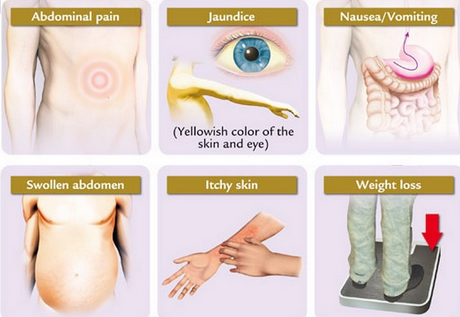 Abdominal pain
Jaundice
Nausea/Vomiting
(Yellowish color of the
skin and eye)
Swollen abdomen
Itchy skin
Weight loss